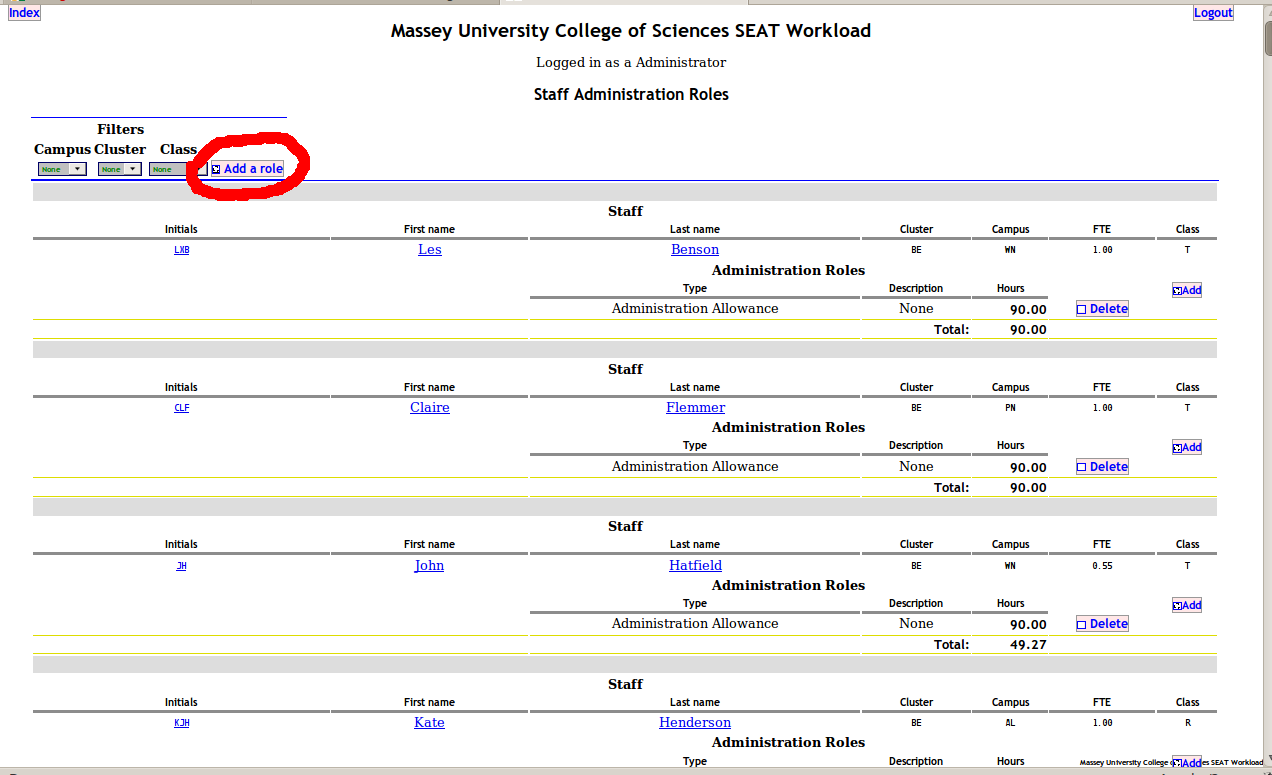 Index Logout
Massey University College of Sciences SEAT Workload
Logged in as a Administrator
Staff Administration Roles
Filters
Campus Cluster Class
None None None Add a role
Staff
Initials First name Last name Cluster Campus FTE Class
LXB Les Benson BE WN 1.00 T
Administration Roles
Type Description Hours Add
Administration Allowance None 90.00 Delete
Total: 90.00
Staff
Initials First name Last name Cluster Campus FTE Class
CLF Claire Flemmer BE PN 1.00 T
Administration Roles
Type Description Hours Add
Administration Allowance None 90.00 Delete
Total: 90.00
Staff
Initials First name Last name Cluster Campus FTE Class
JH John Hatfield BE WN 0.55 T
Administration Roles
Type Description Hours Add
Administration Allowance None 90.00 Delete
Total: 49.27
Staff
Initials First name Last name Cluster Campus FTE Class
KJH Kate Henderson BE AL 1.00 R
Administration Roles
Type Description Hours Add
Massey University College SEAT Workload